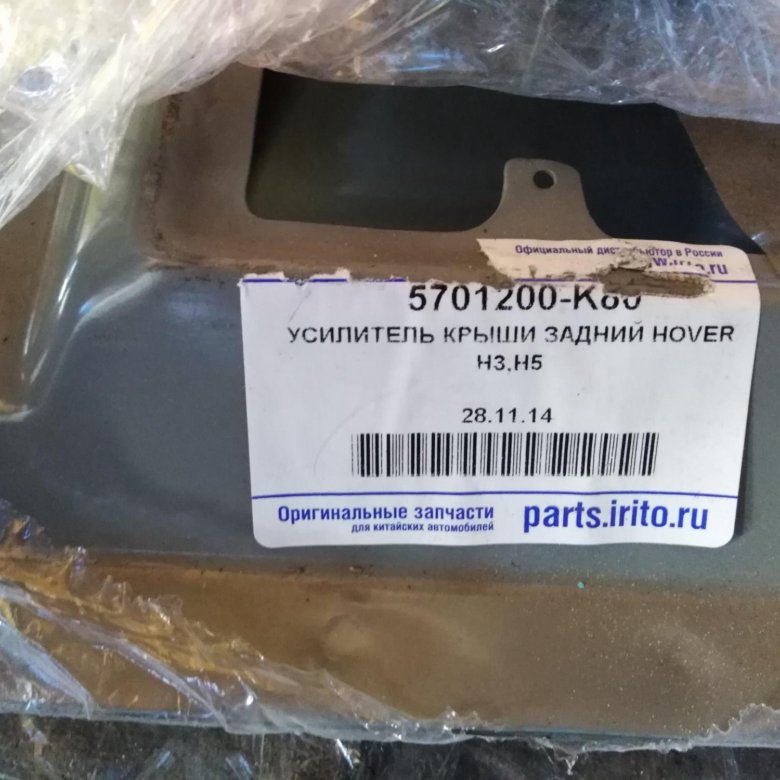 Официальный в России
5701200-K80
УСИЛИТЕЛЬ КРЫШИ ЗАДНИЙ HOVER
H3,H5
28.11.14
Оригинальные запчасти
для китайских автомобилей
parts.irito.ru